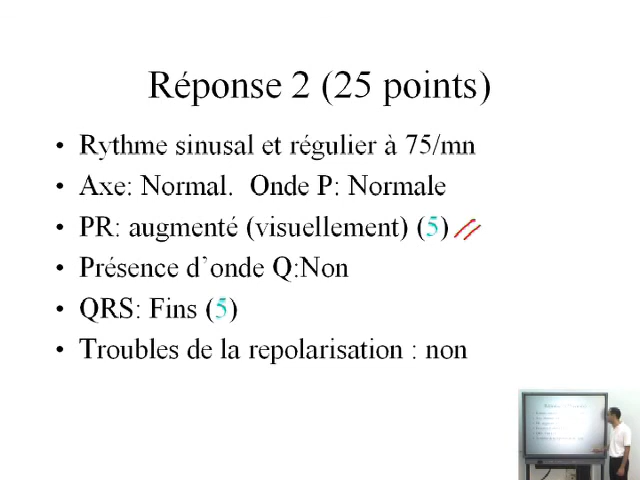 Réponse 2 (25 points)
• Rythme sinusal et régulier à 75/mn
• Axe: Normal. Onde P: Normale
• PR: augmenté (visuellement) (5)
• Présence d'onde Q:Non
• QRS: Fins (5)
• Troubles de la repolarisation : non